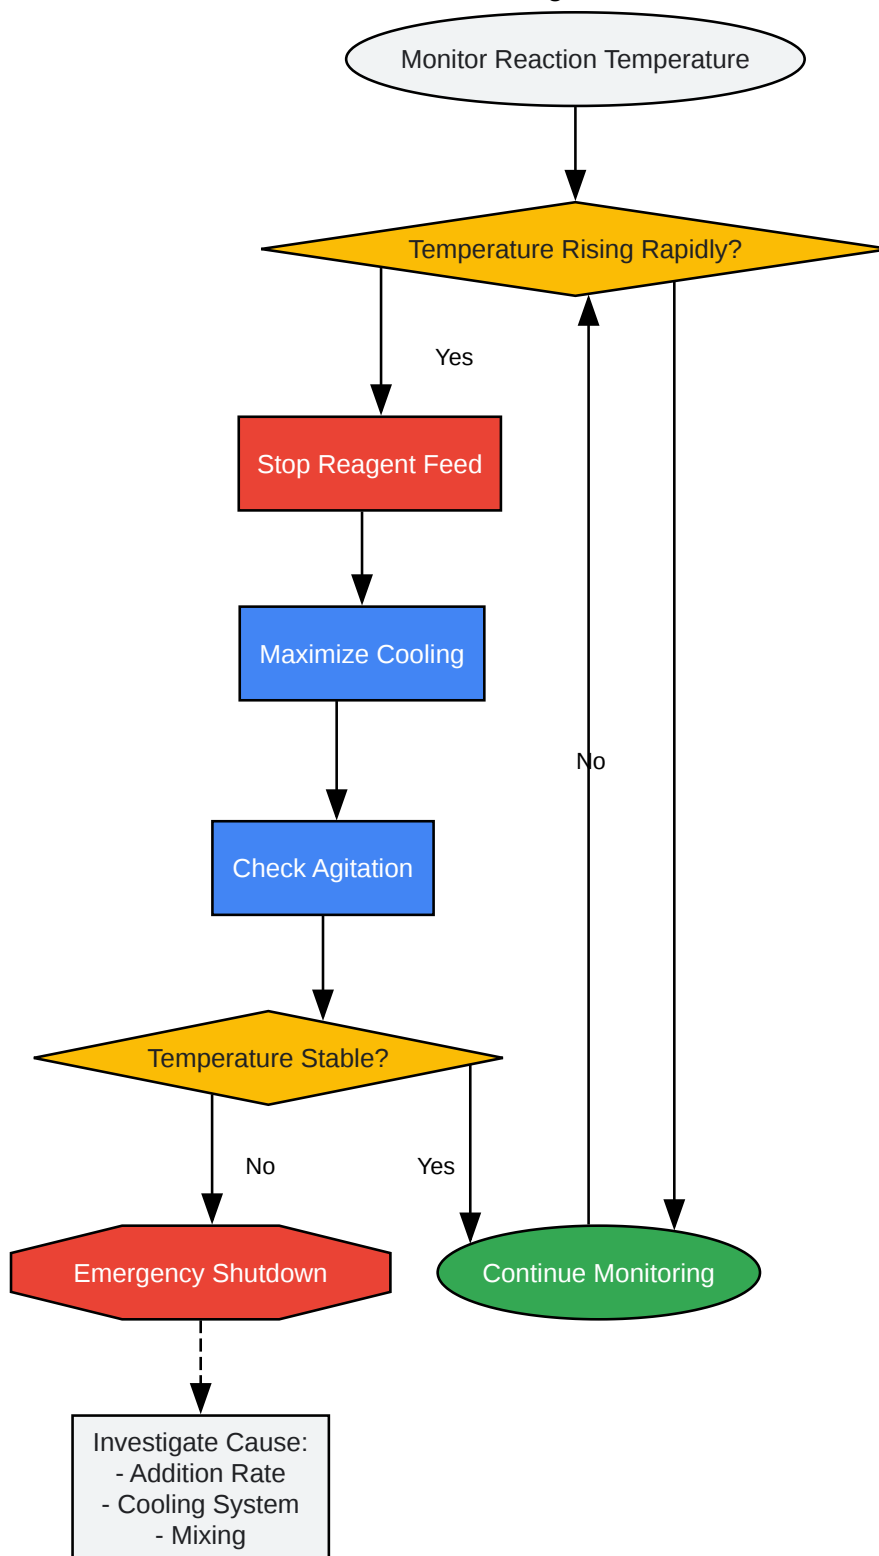 Monitor Reaction Temperature
Temperature Rising Rapidly?
Yes
Stop Reagent Feed
Maximize Cooling
No
Check Agitation
Temperature Stable?
No
Yes
Emergency Shutdown
Continue Monitoring
Investigate Cause:
- Addition Rate
- Cooling System
- Mixing